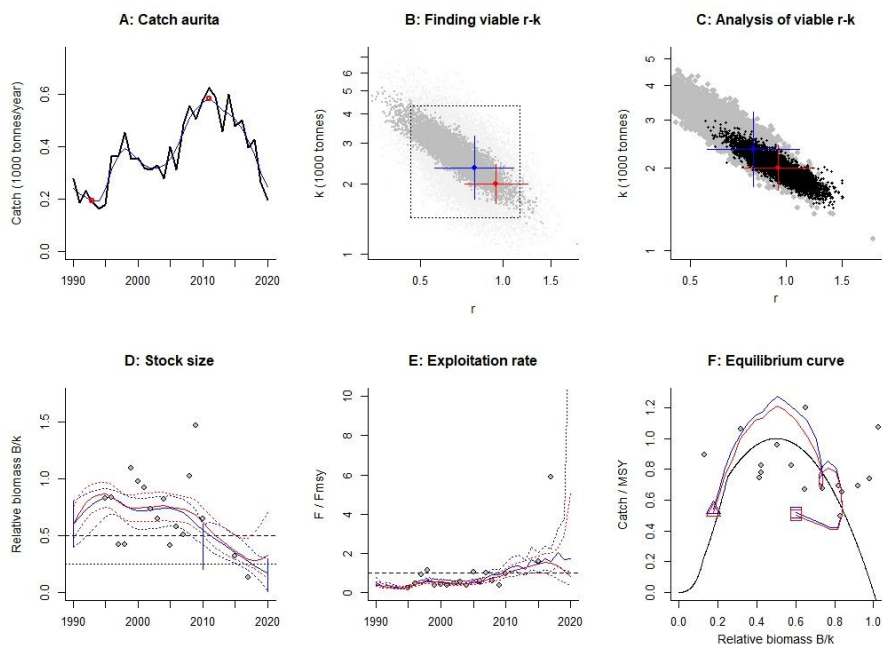 A: Catch aurita
Catch (1000 tonnes/year)
0.0 0.2 0.4 0.6
1990 2000 2010 2020
B: Finding viable r-k
k (1000 tonnes)
1 2 3 4 5 6
0.5 1.0 1.5
r
C: Analysis of viable r-k
k (1000 tonnes)
1 2 3 4 5
0.5 1.0 1.5
r
D: Stock size
Relative biomass B/k
0.0 0.5 1.0 1.5
1990 2000 2010 2020
E: Exploitation rate
F / Fmsy
0 2 4 6 8 10
1990 2000 2010 2020
F: Equilibrium curve
Catch / MSY
0.0 0.2 0.4 0.6 0.8 1.0 1.2
0.0 0.2 0.4 0.6 0.8 1.0
Relative biomass B/k